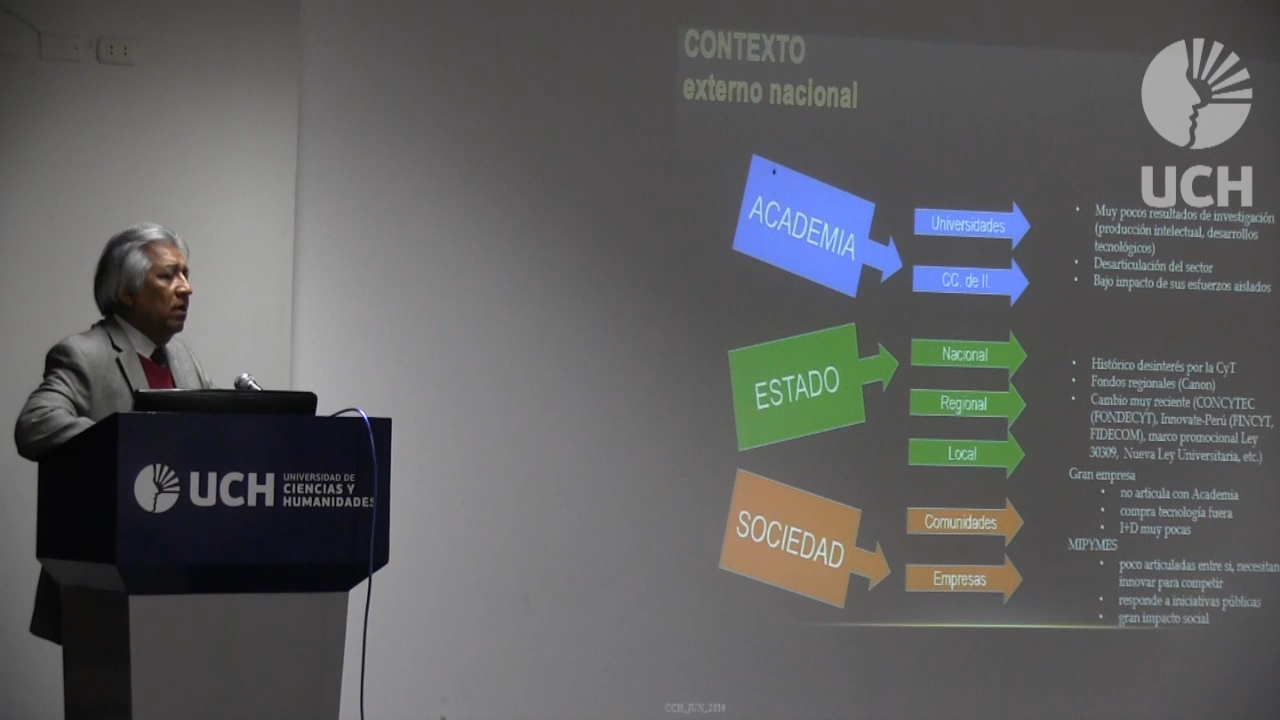 CONTEXTO
externo nacional
UCH
ACADEMIA
Universidades
CC. de II.
Muy pocos resultados de investigación
(producción intelectual, desarrollos
tecnológicos)
Desarticulación del sector
Bajo impacto de sus esfuerzos aislados
ESTADO
Nacional
Regional
Local
Histórico desinterés por la CyT
Fondos regionales (Canon)
Cambio muy reciente (CONCYTEC
(FONDECYT), Innovate-Perú (FINCYT,
FIDECOM), marco promocional Ley
30309, Nueva Ley Universitaria, etc.)
SOCIEDAD
Comunidades
Empresas
Gran empresa
no articula con Academia
compra tecnología fuera
I+D muy pocas
MIPYMES
poco articuladas entre si, necesitan
innovar para competir
responde a iniciativas públicas
gran impacto social
UCH
UNIVERSIDAD DE
CIENCIAS Y
HUMANIDADES